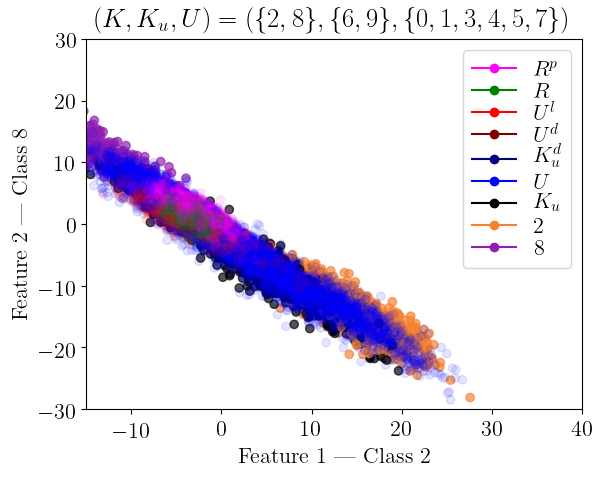 (K, K_u, U) = ({2, 8}, {6, 9}, {0, 1, 3, 4, 5, 7})
30
20
10
0
−10
−20
−30
Feature 2 — Class 8
R^p
R
U^l
U^d
K_u^d
U
K_u
2
8
−10
0
10
20
30
40
Feature 1 — Class 2